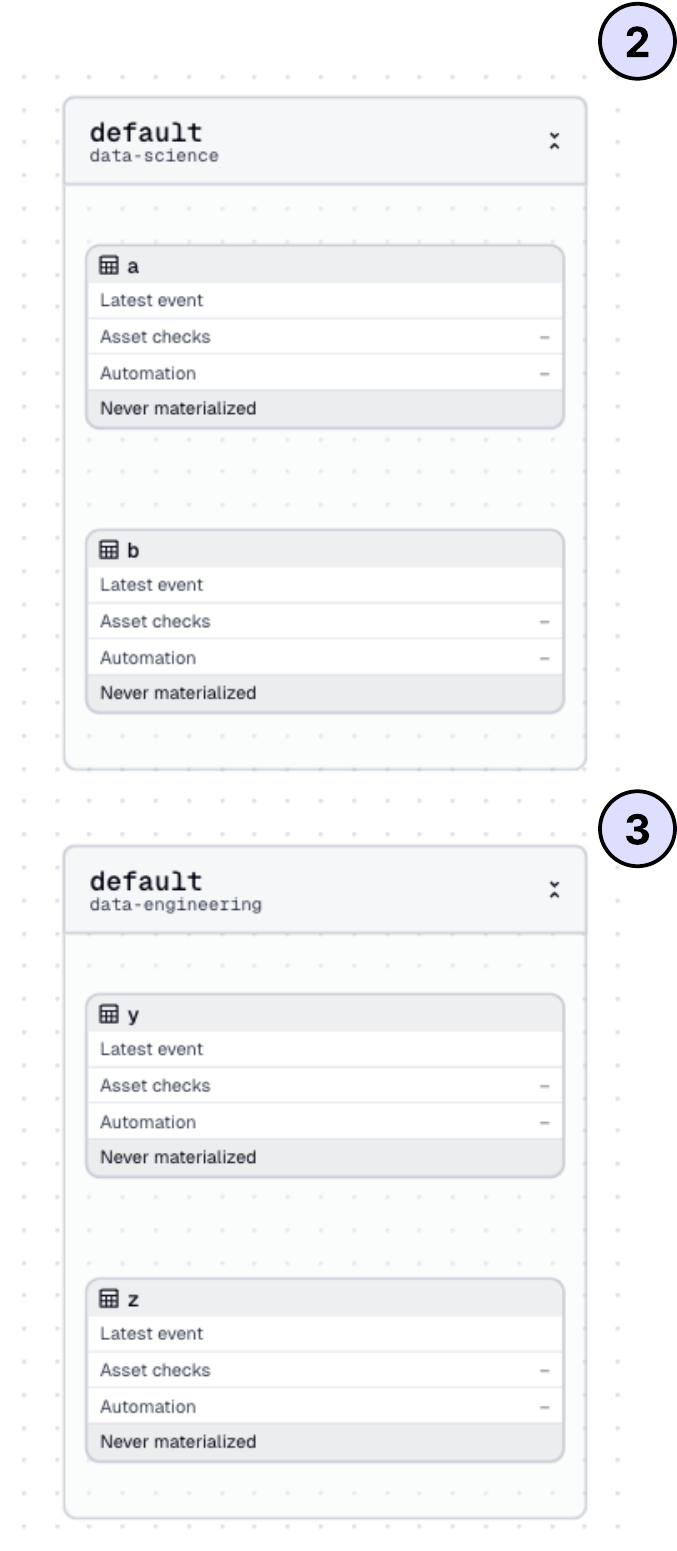 2
default
data-science
a
Latest event
Asset checks –
Automation –
Never materialized
b
Latest event
Asset checks –
Automation –
Never materialized
3
default
data-engineering
y
Latest event
Asset checks –
Automation –
Never materialized
z
Latest event
Asset checks –
Automation –
Never materialized